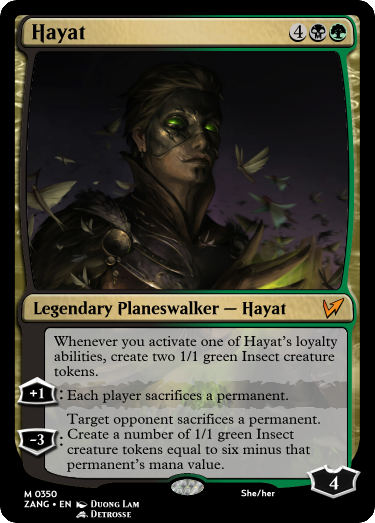 Hayat 4
Legendary Planeswalker — Hayat
Whenever you activate one of Hayat's loyalty
abilities, create two 1/1 green Insect creature
tokens.
+1: Each player sacrifices a permanent.
Target opponent sacrifices a permanent.
-3: Create a number of 1/1 green Insect
creature tokens equal to six minus that
permanent's mana value.
4
M 0350
ZANG • EN Duong Lam
Detrosse
She/her